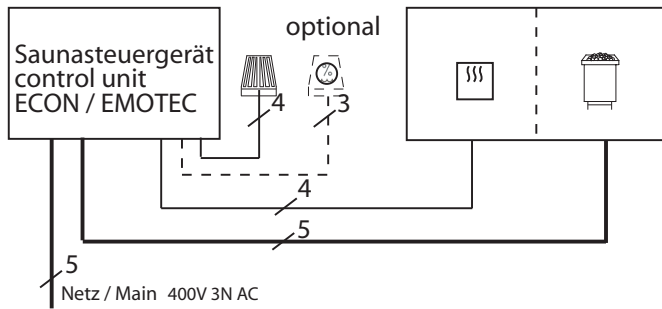 optional
Saunasteuergerät
control unit
ECON / EMOTEC
4
3
4
5
5
Netz / Main 400V 3N AC